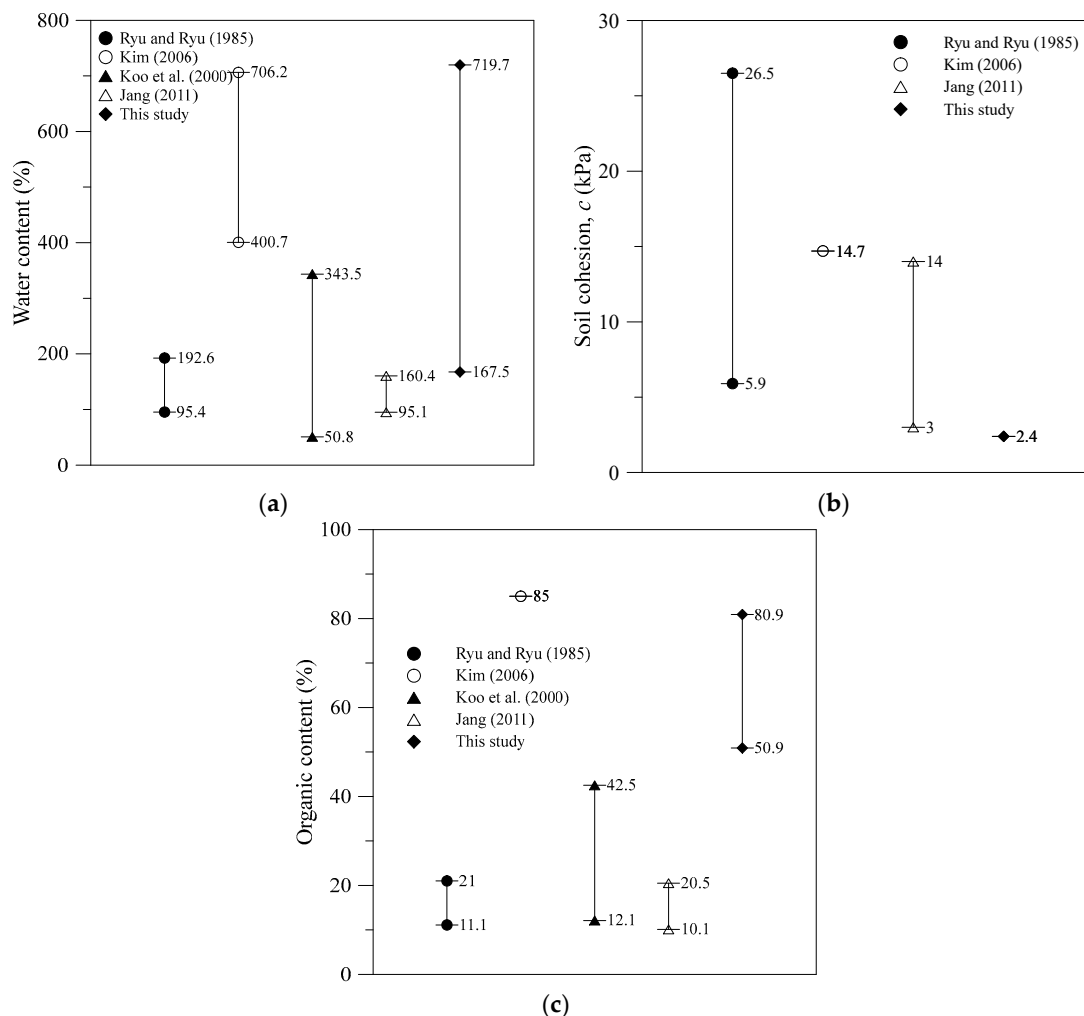 800
600
400
200
0
Water content (%)
Ryu and Ryu (1985)
Kim (2006)
Koo et al. (2000)
Jang (2011)
This study
706.2
719.7
400.7
343.5
192.6
160.4
167.5
95.4
95.1
50.8
(a)
30
20
10
0
Soil cohesion, c (kPa)
Ryu and Ryu (1985)
Kim (2006)
Jang (2011)
This study
26.5
14.7
14
5.9
3
2.4
(b)
100
80
60
40
20
0
Organic content (%)
85
80.9
Ryu and Ryu (1985)
Kim (2006)
Koo et al. (2000)
Jang (2011)
This study
50.9
42.5
21
20.5
11.1
12.1
10.1
(c)